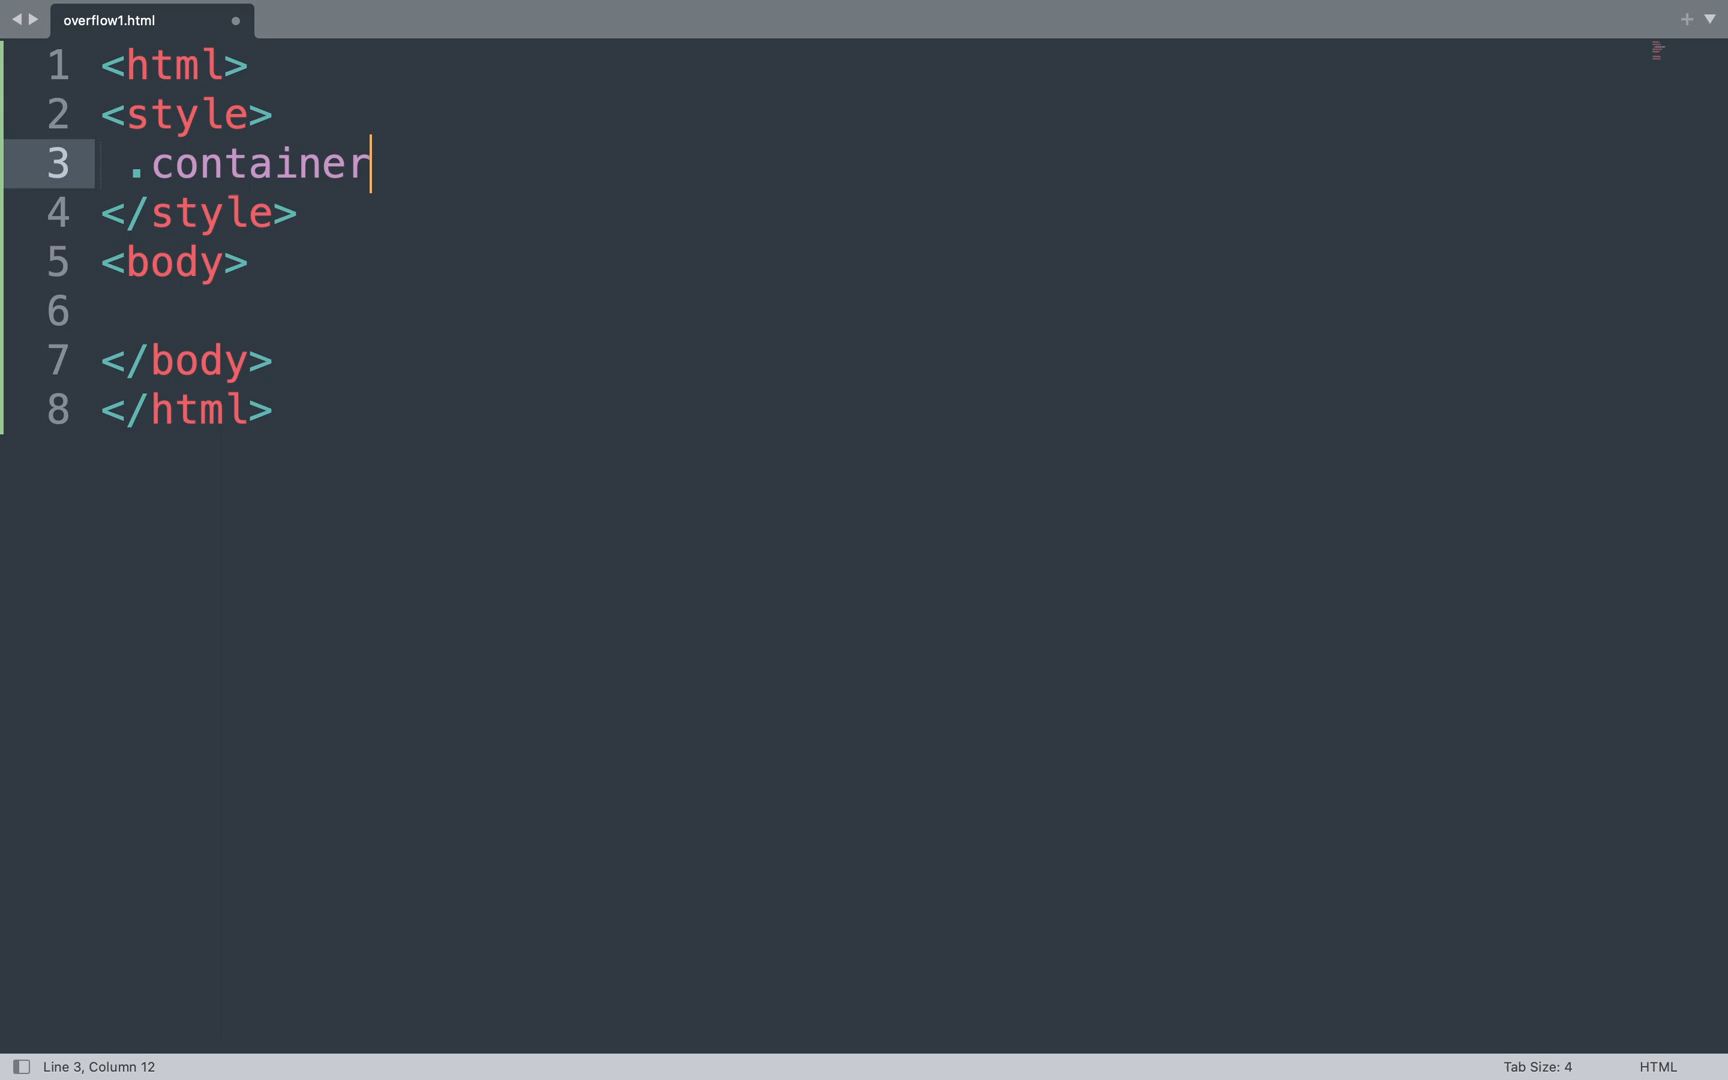 overflow1.html
1 <html>
2 <style>
3 .container
4 </style>
5 <body>
6
7 </body>
8 </html>
Line 3, Column 12
Tab Size: 4
HTML